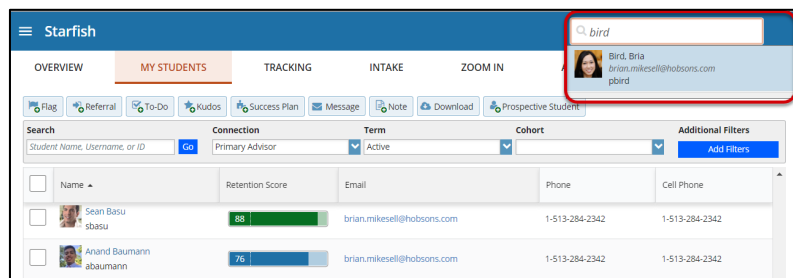 Starfish
bird
Bird, Bria
brian.mikesell@hobsons.com
pbird
OVERVIEW MY STUDENTS TRACKING INTAKE ZOOM IN
Flag Referral To-Do Kudos Success Plan Message Note Download Prospective Student
Search Connection Term Cohort Additional Filters
Student Name, Username, or ID Go Primary Advisor Active Add Filters
Name Retention Score Email Phone Cell Phone
Sean Basu 88 brian.mikesell@hobsons.com 1-513-284-2342 1-513-284-2342
sbasu
Anand Baumann 76 brian.mikesell@hobsons.com 1-513-284-2342 1-513-284-2342
abaumann